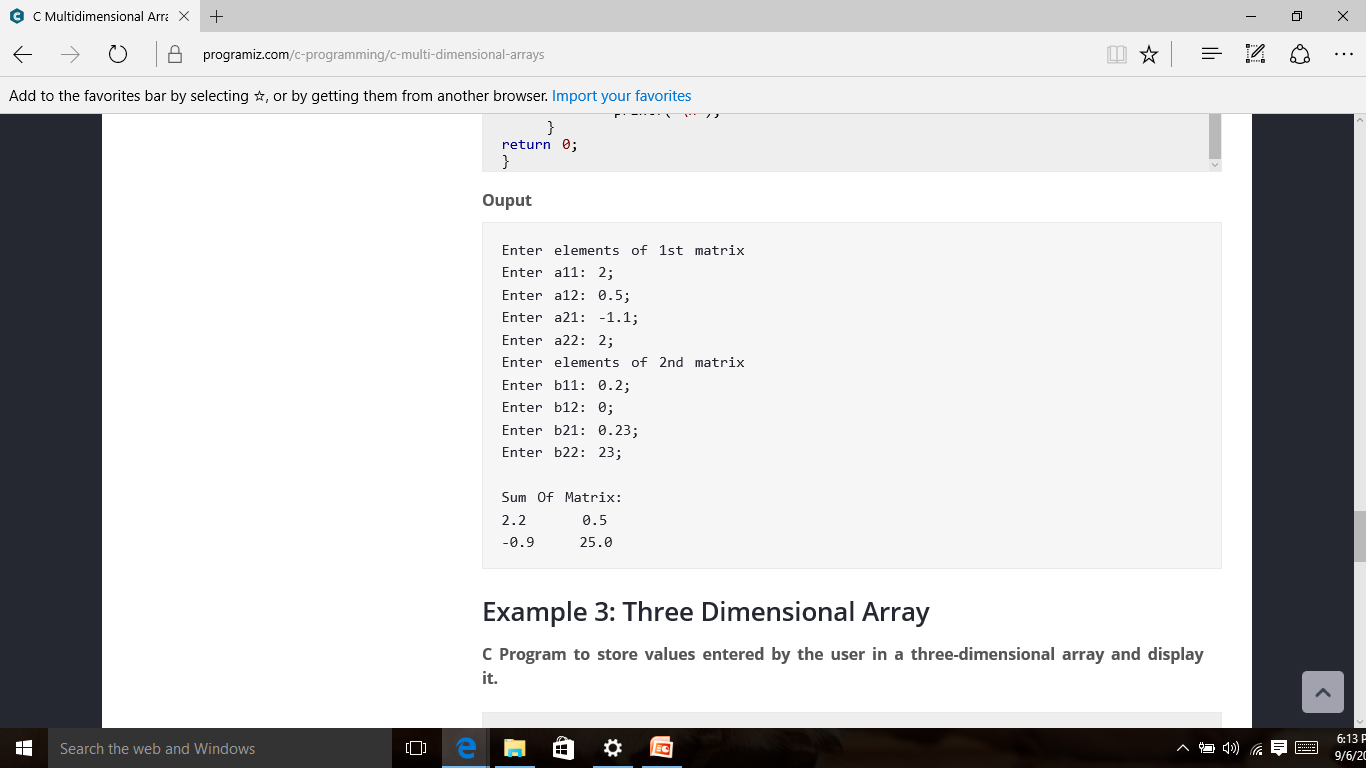 C Multidimensional Arra
programiz.com/c-programming/c-multi-dimensional-arrays
Add to the favorites bar by selecting ☆, or by getting them from another browser. Import your favorites
}
return 0;
}
Ouput
Enter elements of 1st matrix
Enter a11: 2;
Enter a12: 0.5;
Enter a21: -1.1;
Enter a22: 2;
Enter elements of 2nd matrix
Enter b11: 0.2;
Enter b12: 0;
Enter b21: 0.23;
Enter b22: 23;
Sum Of Matrix:
2.2 0.5
-0.9 25.0
Example 3: Three Dimensional Array
C Program to store values entered by the user in a three-dimensional array and display
it.
Search the web and Windows
6:13 P
9/6/20